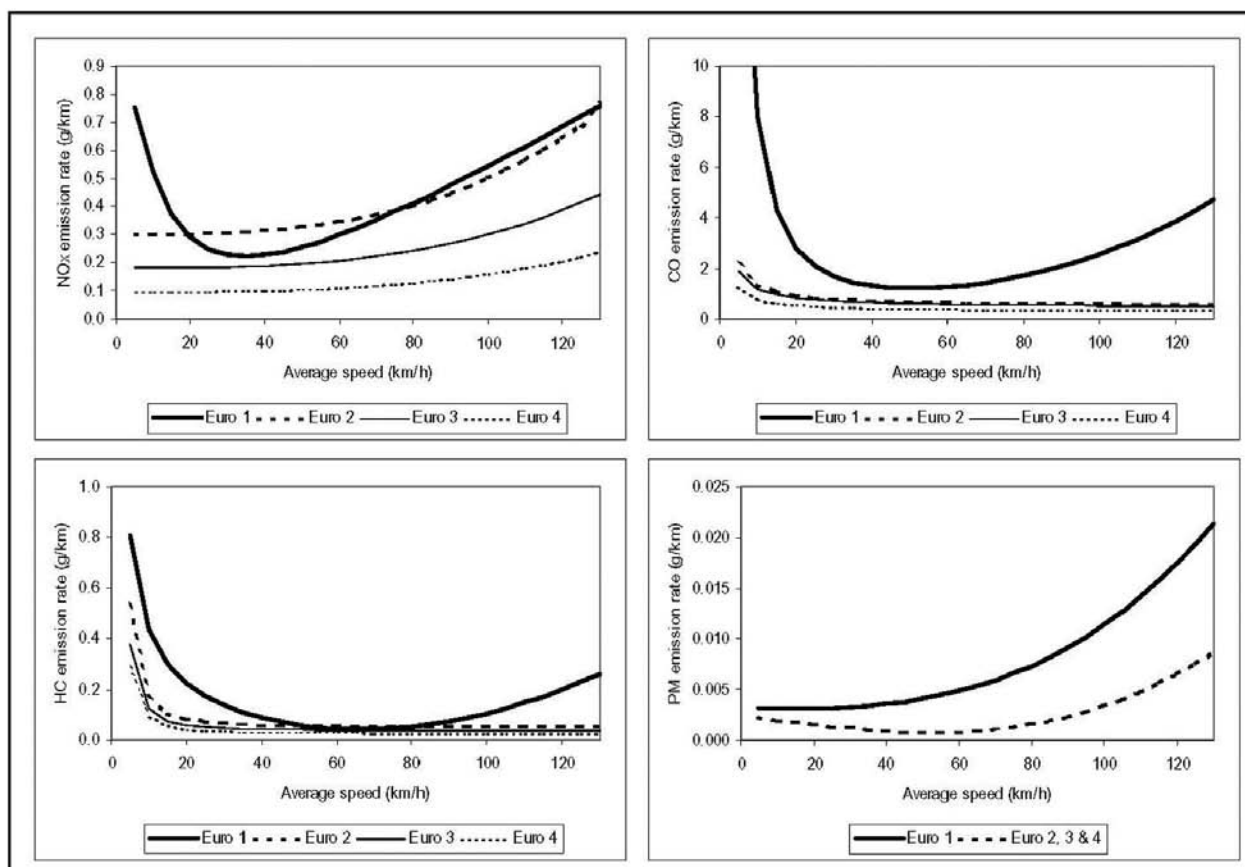 NOx emission rate (g/km)
0.9
0.8
0.7
0.6
0.5
0.4
0.3
0.2
0.1
0.0
0 20 40 60 80 100 120
Average speed (km/h)
Euro 1 Euro 2 Euro 3 Euro 4
CO emission rate (g/km)
10
8
6
4
2
0
0 20 40 60 80 100 120
Average speed (km/h)
Euro 1 Euro 2 Euro 3 Euro 4
HC emission rate (g/km)
1.0
0.8
0.6
0.4
0.2
0.0
0 20 40 60 80 100 120
Average speed (km/h)
Euro 1 Euro 2 Euro 3 Euro 4
PM emission rate (g/km)
0.025
0.020
0.015
0.010
0.005
0.000
0 20 40 60 80 100 120
Average speed (km/h)
Euro 1 Euro 2, 3 & 4